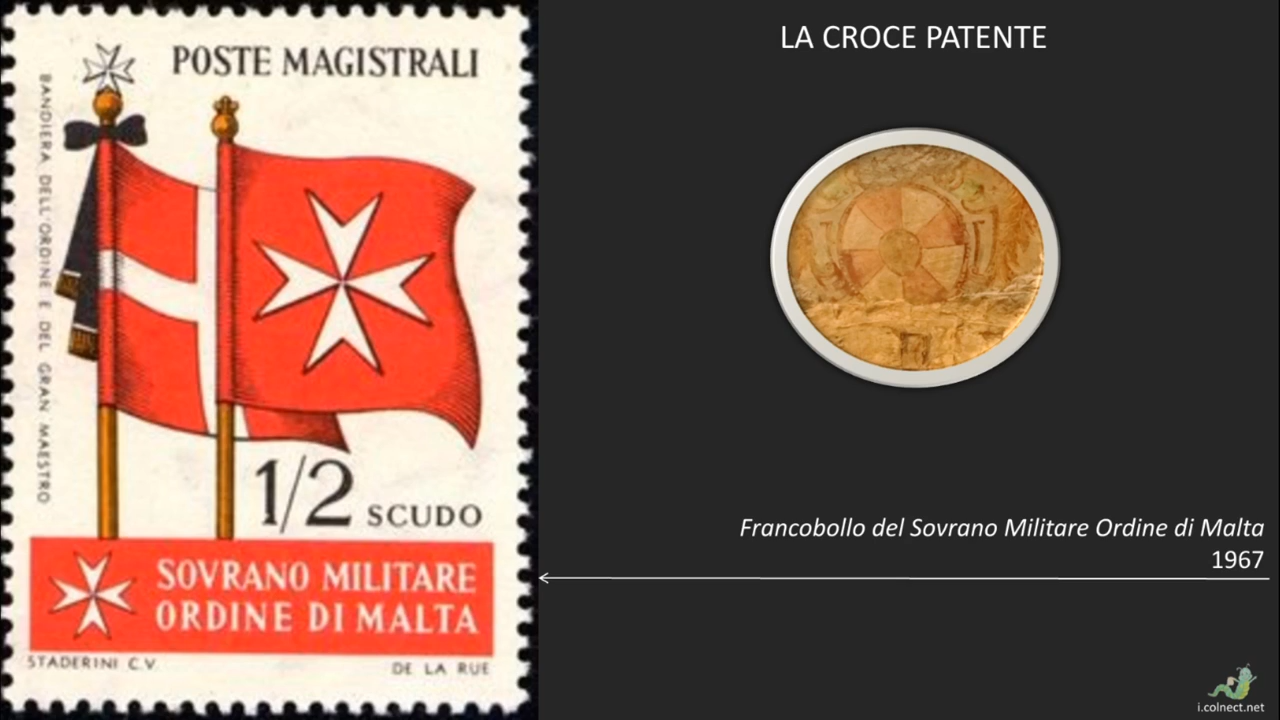 POSTE MAGISTRALI
BANDIERA DELL'ORDINE E DEL GRAN MAESTRO
1/2 SCUDO
SOVRANO MILITARE
ORDINE DI MALTA
STADERINI C.V.
DE LA RUE
LA CROCE PATENTE
Francobollo del Sovrano Militare Ordine di Malta
1967
i.colnect.net